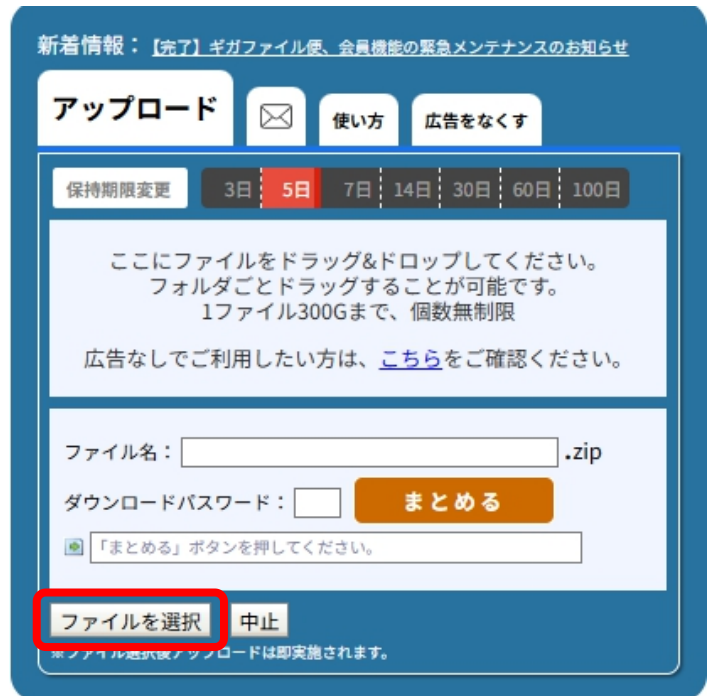 新着情報：【完了】ギガファイル便、会員機能の緊急メンテナンスのお知らせ
アップロード 使い方 広告をなくす
保持期限変更 3日 5日 7日 14日 30日 60日 100日
ここにファイルをドラッグ&ドロップしてください。
フォルダごとドラッグすることが可能です。
1ファイル300Gまで、個数無制限
広告なしでご利用したい方は、こちらをご確認ください。
ファイル名： .zip
ダウンロードパスワード： まとめる
「まとめる」ボタンを押してください。
ファイルを選択 中止
※ファイル選択後アップロードは即実施されます。